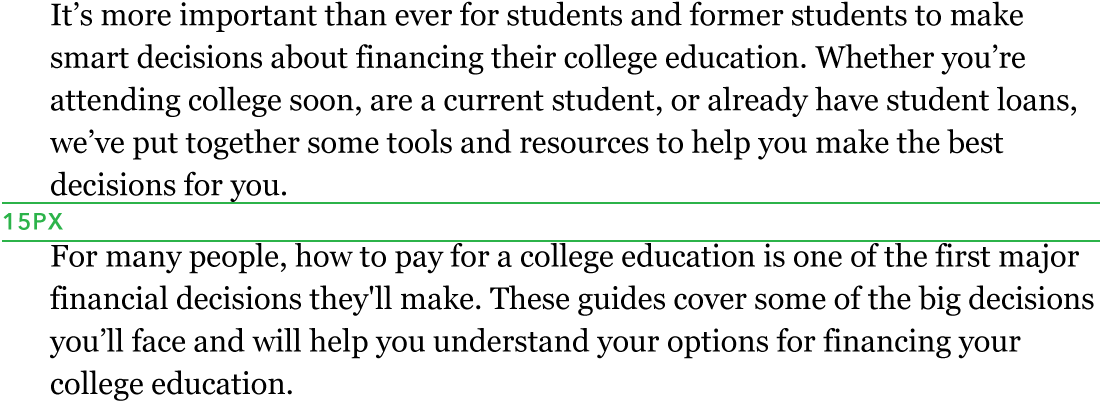 It’s more important than ever for students and former students to make
smart decisions about financing their college education. Whether you’re
attending college soon, are a current student, or already have student loans,
we’ve put together some tools and resources to help you make the best
decisions for you.
15PX
For many people, how to pay for a college education is one of the first major
financial decisions they'll make. These guides cover some of the big decisions
you’ll face and will help you understand your options for financing your
college education.